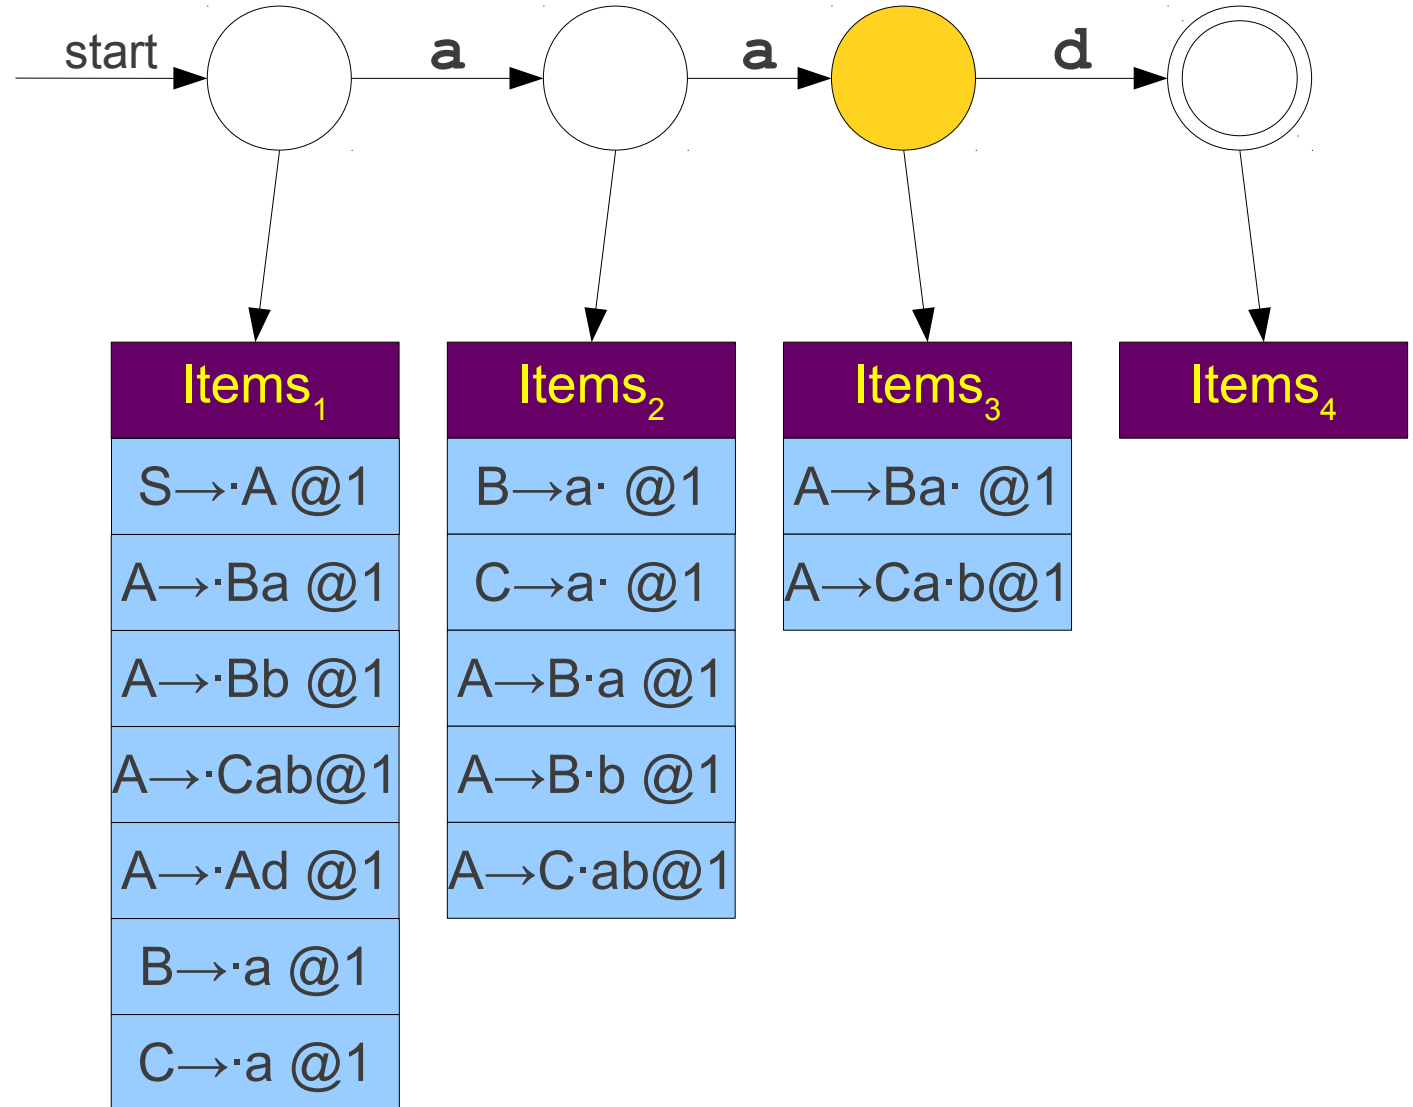 start
a
a
d
Items1
S→·A @1
A→·Ba @1
A→·Bb @1
A→·Cab@1
A→·Ad @1
B→·a @1
C→·a @1
Items2
B→a· @1
C→a· @1
A→B·a @1
A→B·b @1
A→C·ab@1
Items3
A→Ba· @1
A→Ca·b@1
Items4